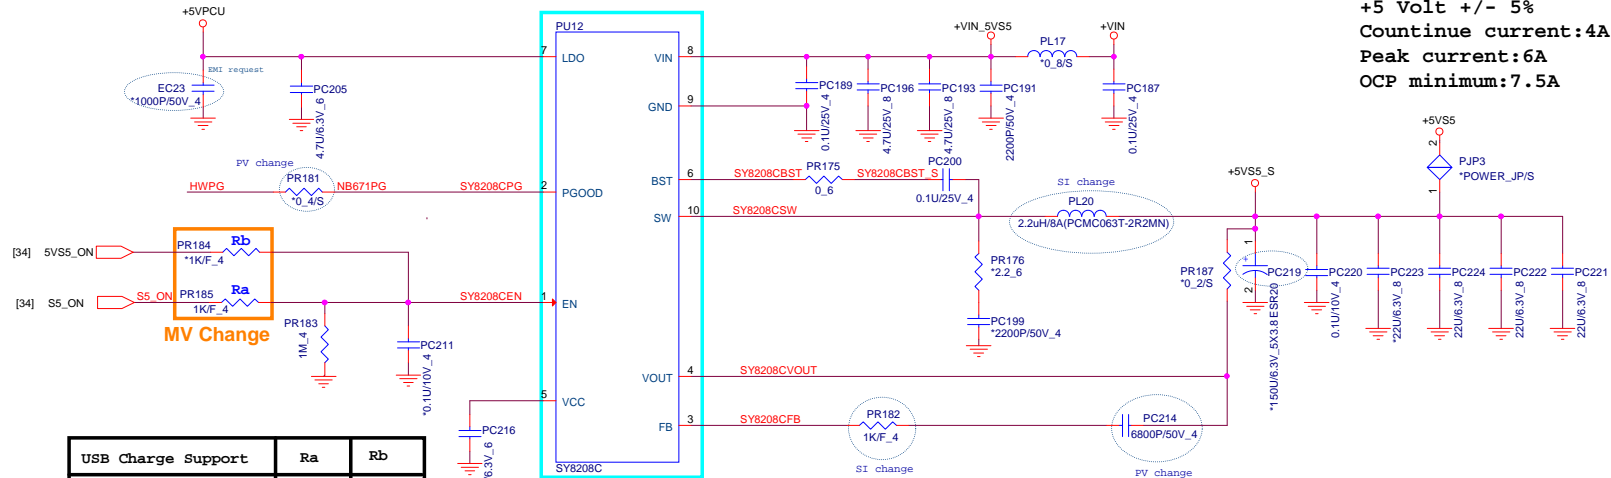 +5VPCU
EMI request
EC23
*1000P/50V_4
PC205
4.7U/6.3V_6
PV change
PR181
HWPG
*0_4/S
NB671PG
SY8208CPG
[34] 5VS5_ON
PR184
Rb
*1K/F_4
[34] S5_ON
S5_ON
PR185
Ra
1K/F_4
MV Change
PR183
1M_4
PC211
*0.1U/10V_4
SY8208CEN
PC216
6.3V_6
USB Charge Support
Ra
Rb
PU12
7
LDO
2
PGOOD
1
EN
5
VCC
VIN
8
GND
9
BST
6
SW
10
VOUT
4
FB
3
SY8208C
+VIN_5VS5
+VIN
PL17
*0_8/S
PC189
0.1U/25V_4
PC196
4.7U/25V_8
PC193
4.7U/25V_8
PC191
2200P/50V_4
PC187
0.1U/25V_4
SY8208CBST
PR175
0_6
SY8208CBST_S
PC200
0.1U/25V_4
SY8208CSW
SI change
PL20
2.2uH/8A(PCMC063T-2R2MN)
PR176
*2.2_6
PC199
*2200P/50V_4
SY8208CVOUT
SY8208CFB
PR182
1K/F_4
SI change
PC214
6800P/50V_4
PV change
PR187
*0_2/S
+5VS5_S
1
+
2
PC219
*150U/6.3V_5X3.8 ESR20
PC220
0.1U/10V_4
PC223
*22U/6.3V_8
PC224
22U/6.3V_8
PC222
22U/6.3V_8
PC221
22U/6.3V_8
+5VS5
2
PJP3
*POWER_JP/S
1
+5 Volt +/- 5%
Countinue current:4A
Peak current:6A
OCP minimum:7.5A